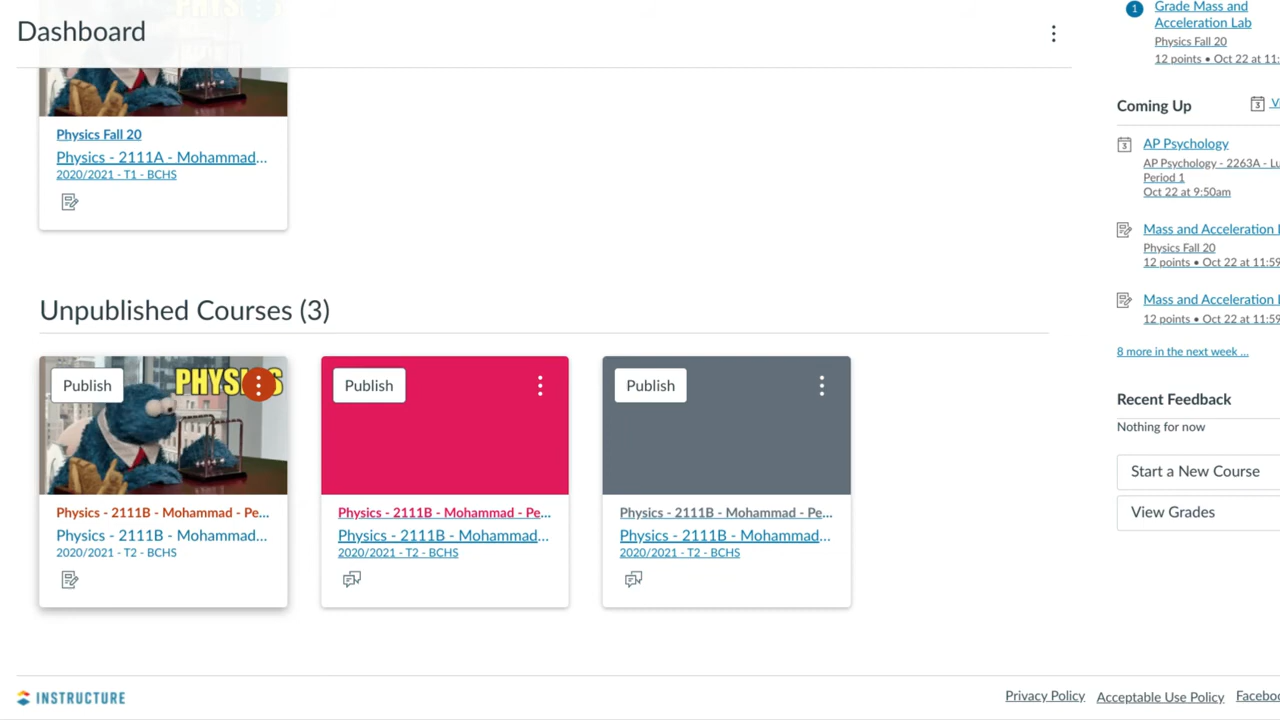 Dashboard
Physics Fall 20
Physics - 2111A - Mohammad...
2020/2021 - T1 - BCHS
Unpublished Courses (3)
Publish
PHYSICS
Physics - 2111B - Mohammad - Pe...
Physics - 2111B - Mohammad...
2020/2021 - T2 - BCHS
Publish
Physics - 2111B - Mohammad - Pe...
Physics - 2111B - Mohammad...
2020/2021 - T2 - BCHS
Publish
Physics - 2111B - Mohammad - Pe...
Physics - 2111B - Mohammad...
2020/2021 - T2 - BCHS
1
Grade Mass and
Acceleration Lab
Physics Fall 20
12 points • Oct 22 at 11:
Coming Up
3
3
AP Psychology
AP Psychology - 2263A - Lu
Period 1
Oct 22 at 9:50am
Mass and Acceleration
Physics Fall 20
12 points • Oct 22 at 11:59
Mass and Acceleration
12 points • Oct 22 at 11:59
8 more in the next week ...
Recent Feedback
Nothing for now
Start a New Course
View Grades
INSTRUCTURE
Privacy Policy
Acceptable Use Policy
Faceboo